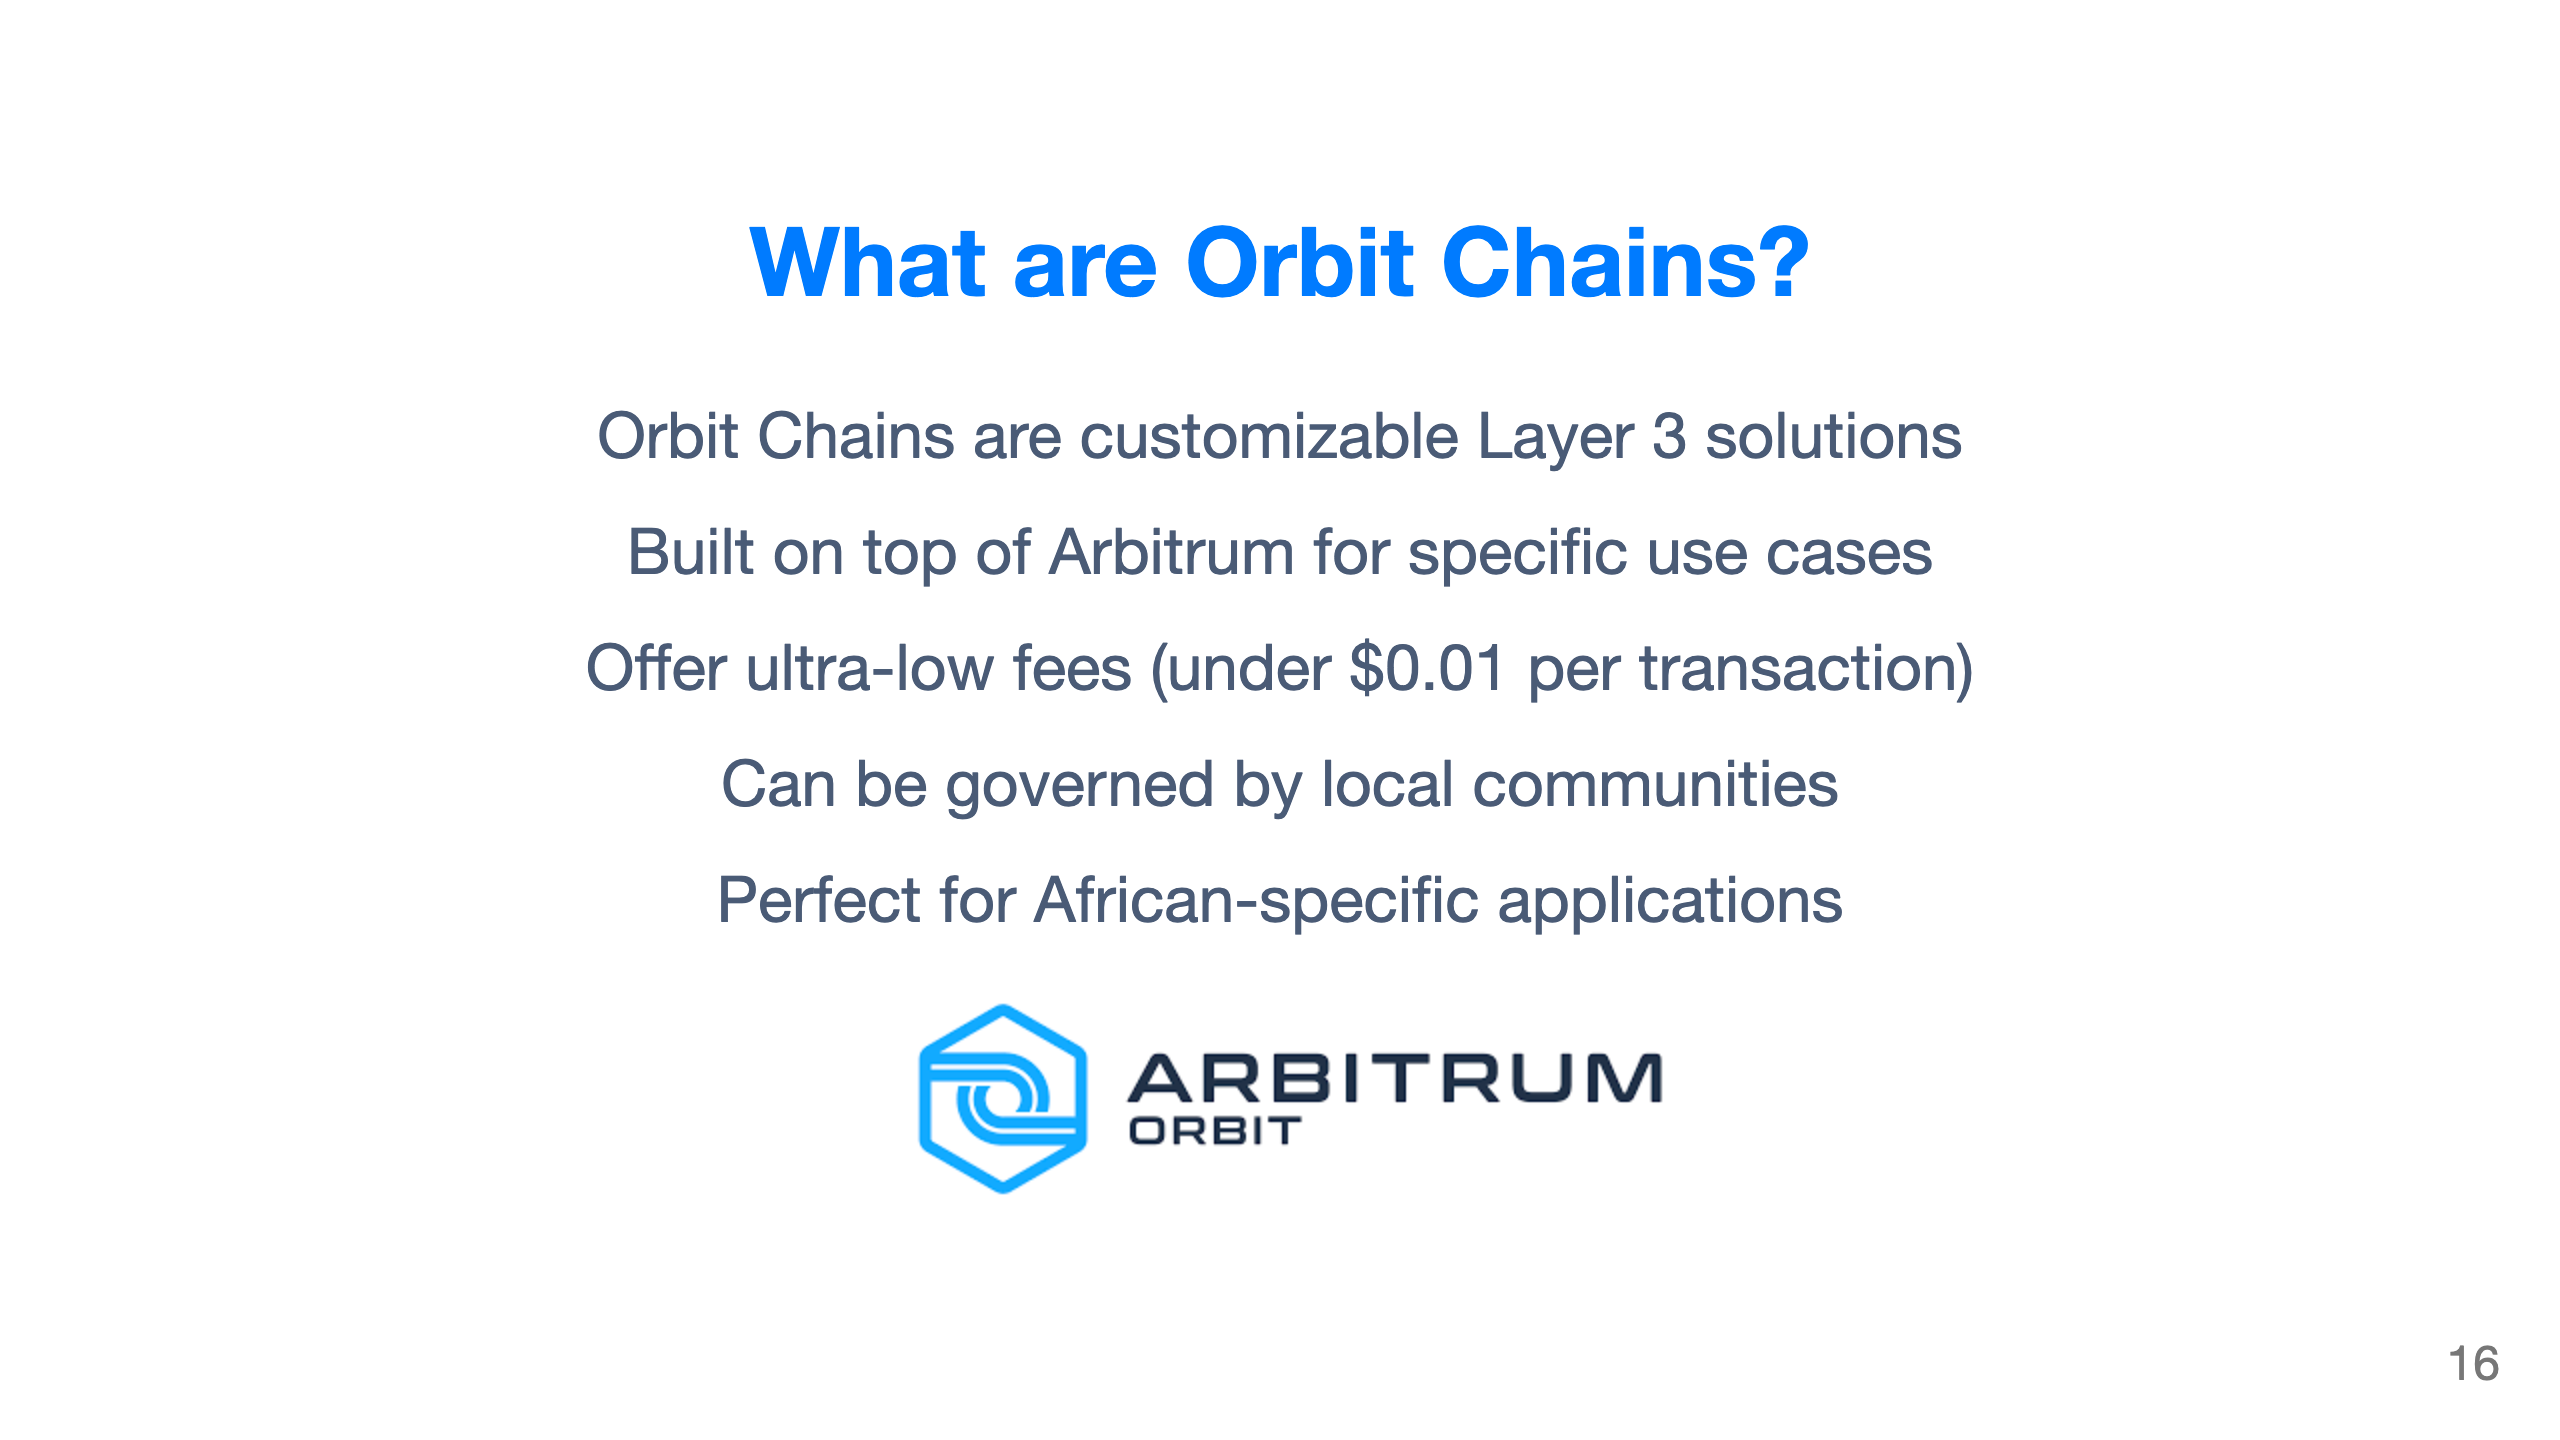 What are Orbit Chains?
Orbit Chains are customizable Layer 3 solutions
Built on top of Arbitrum for specific use cases
Offer ultra-low fees (under $0.01 per transaction)
Can be governed by local communities
Perfect for African-specific applications
ARBITRUM
ORBIT
16